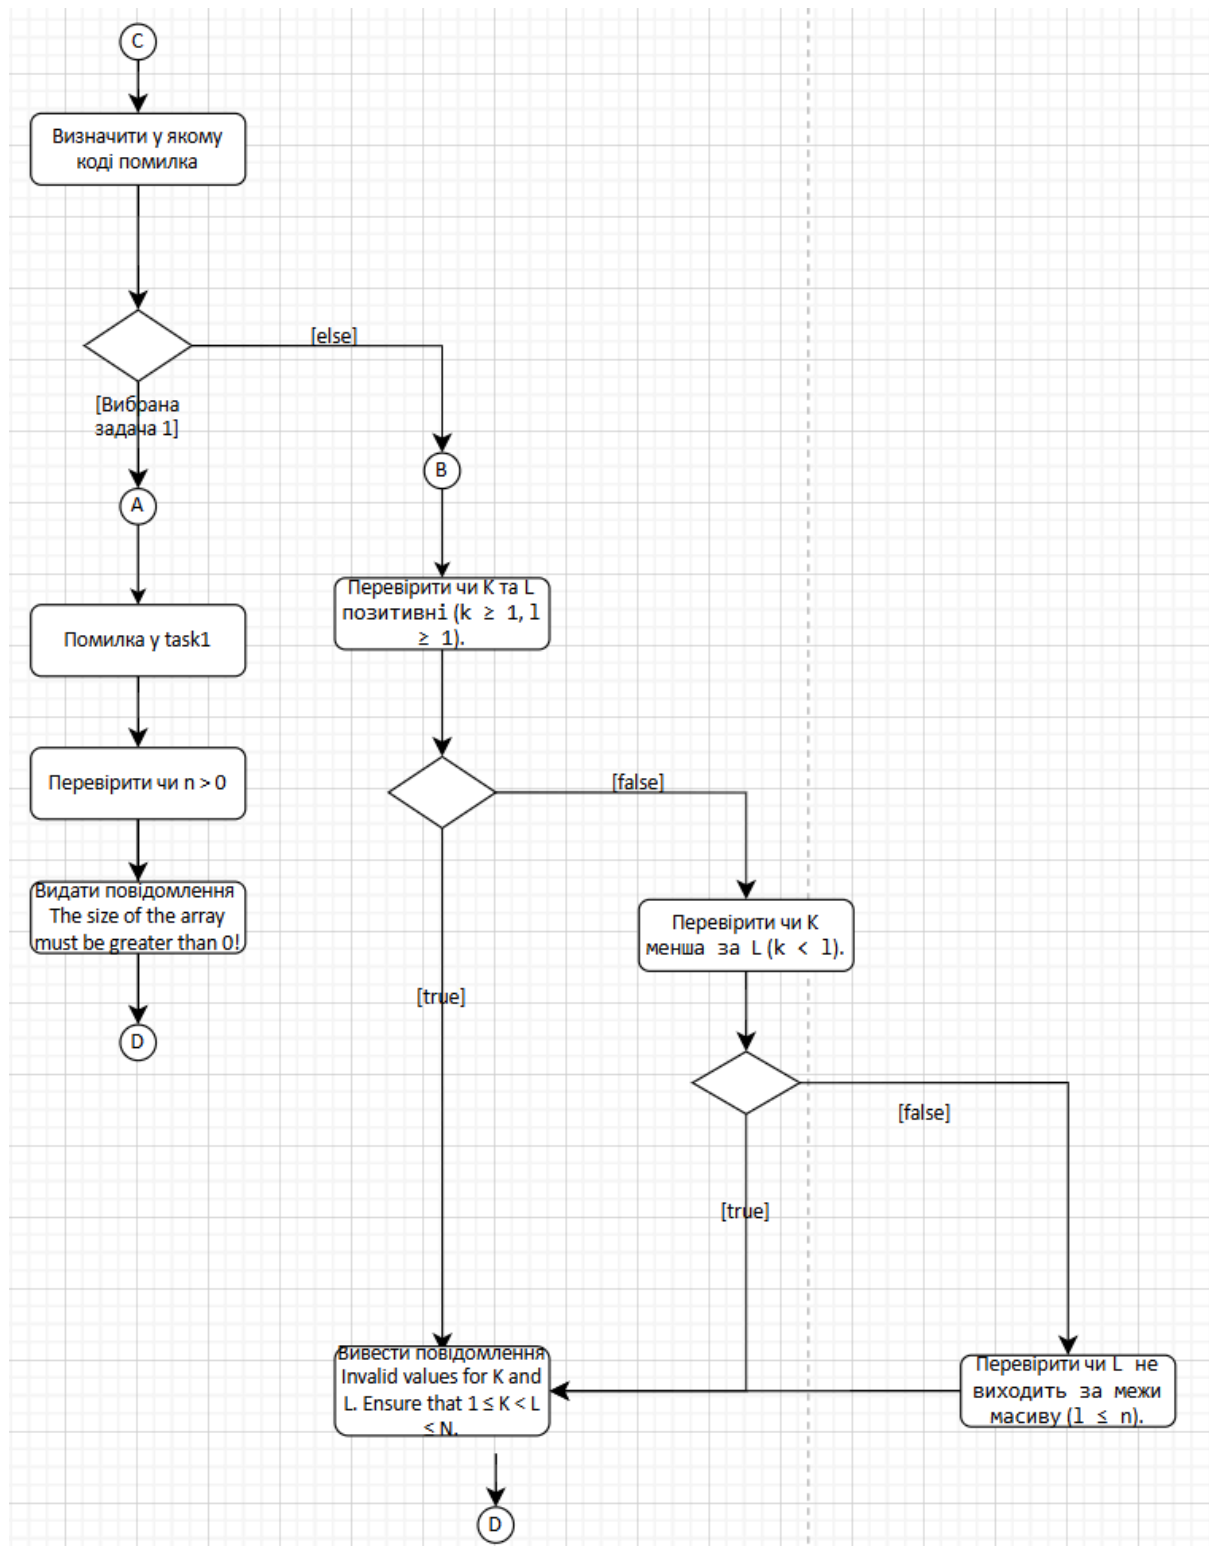 C
Визначити у якому
коді помилка
[else]
[Вибрана
задача 1]
B
A
Перевірити чи K та L
позитивні (k ≥ 1, l
≥ 1).
Помилка у task1
Перевірити чи n > 0
[false]
Видати повідомлення
The size of the array
must be greater than 0!
Перевірити чи K
менша за L (k < l).
[true]
D
[false]
[true]
Вивести повідомлення
Invalid values for K and
L. Ensure that 1 ≤ K < L
≤ N.
Перевірити чи L не
виходить за межи
масиву (l ≤ n).
D